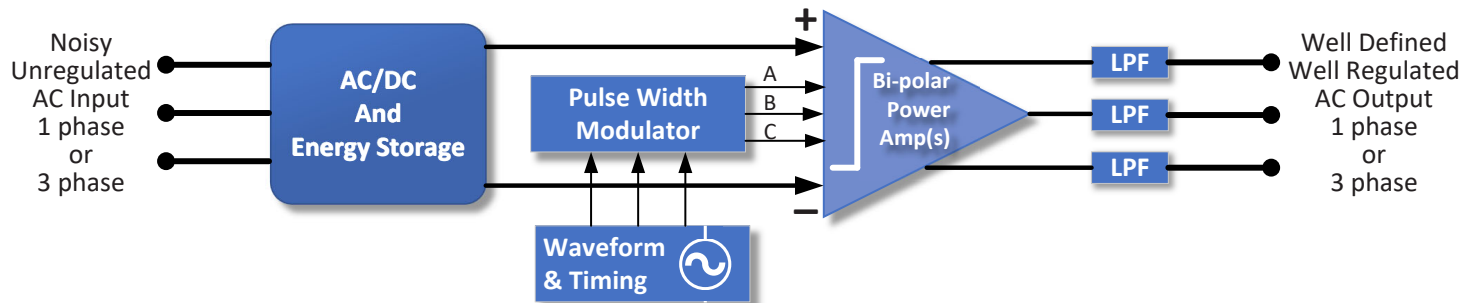 Noisy
Unregulated
AC Input
1 phase
or
3 phase
AC/DC
And
Energy Storage
+
−
Pulse Width
Modulator
A
B
C
Waveform
& Timing
Bi-polar
Power
Amp(s)
LPF
LPF
LPF
Well Defined
Well Regulated
AC Output
1 phase
or
3 phase